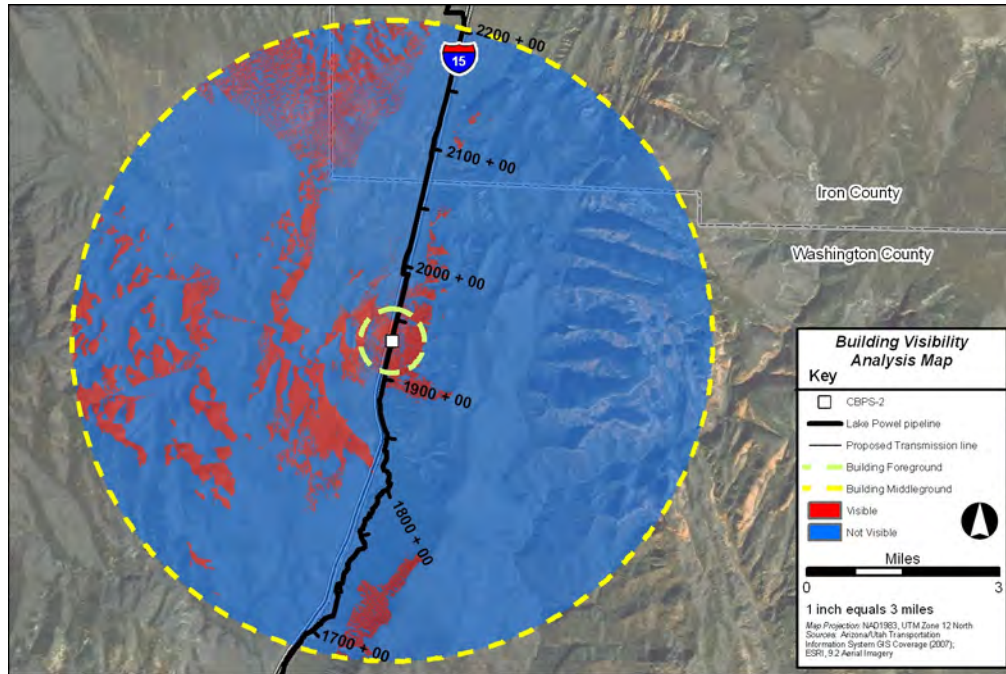 2200 + 00
15
2100 + 00
Iron County
Washington County
2000 + 00
1900 + 00
1800 + 00
1700 + 00
Building Visibility
Analysis Map
Key
CBPS-2
Lake Powel pipeline
Proposed Transmission line
Building Foreground
Building Middleground
Visible
Not Visible
Miles
0 3
1 inch equals 3 miles
Map Projection: NAD1983, UTM Zone 12 North
Sources: Arizona/Utah Transportation
Information System GIS Coverage (2007);
ESRI, 9.2 Aerial Imagery